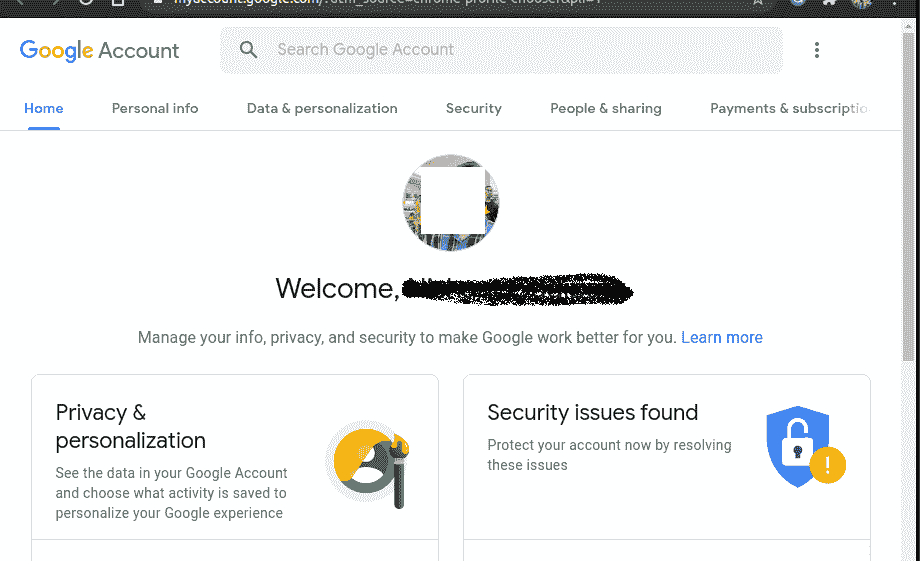 myaccount.google.com/?utm_source=chrome-profile-chooser&pli=1
Google Account
Search Google Account
Home Personal info Data & personalization Security People & sharing Payments & subscriptio
Welcome,
Manage your info, privacy, and security to make Google work better for you. Learn more
Privacy &
personalization
See the data in your Google Account
and choose what activity is saved to
personalize your Google experience
Security issues found
Protect your account now by resolving
these issues